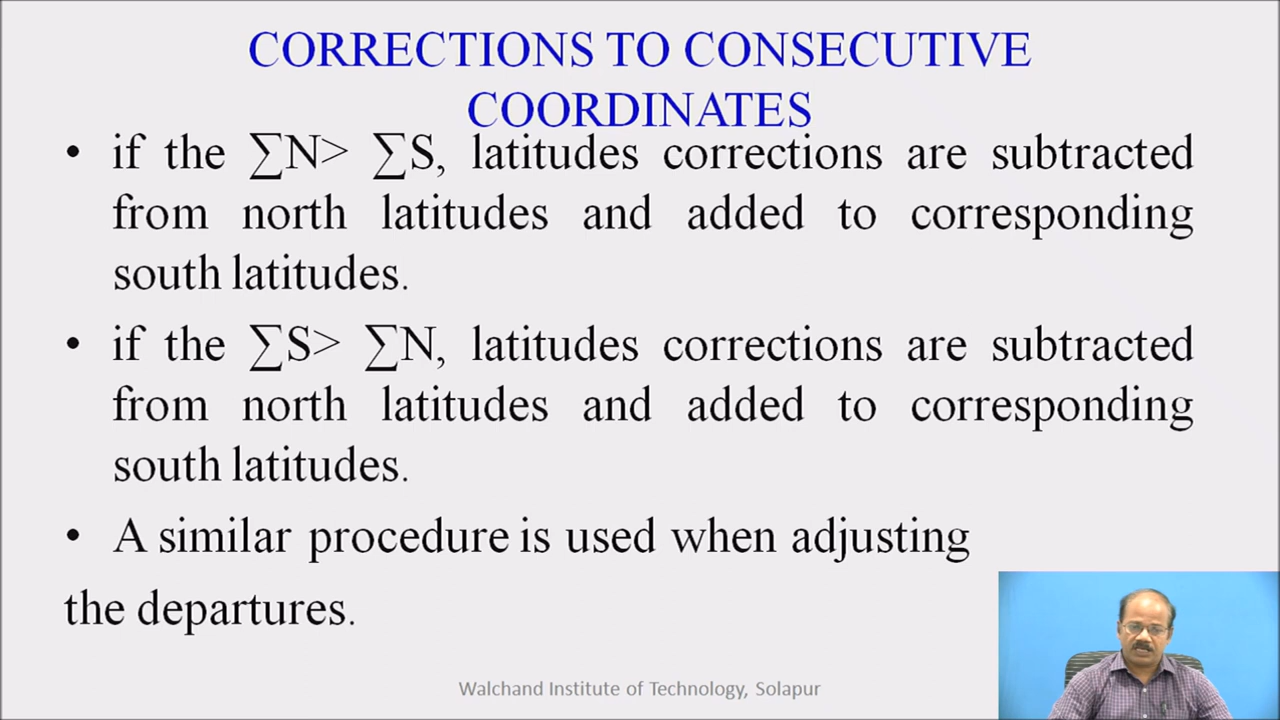 CORRECTIONS TO CONSECUTIVE
COORDINATES
• if the ∑N> ∑S, latitudes corrections are subtracted
from north latitudes and added to corresponding
south latitudes.
• if the ∑S> ∑N, latitudes corrections are subtracted
from north latitudes and added to corresponding
south latitudes.
• A similar procedure is used when adjusting
the departures.
Walchand Institute of Technology, Solapur